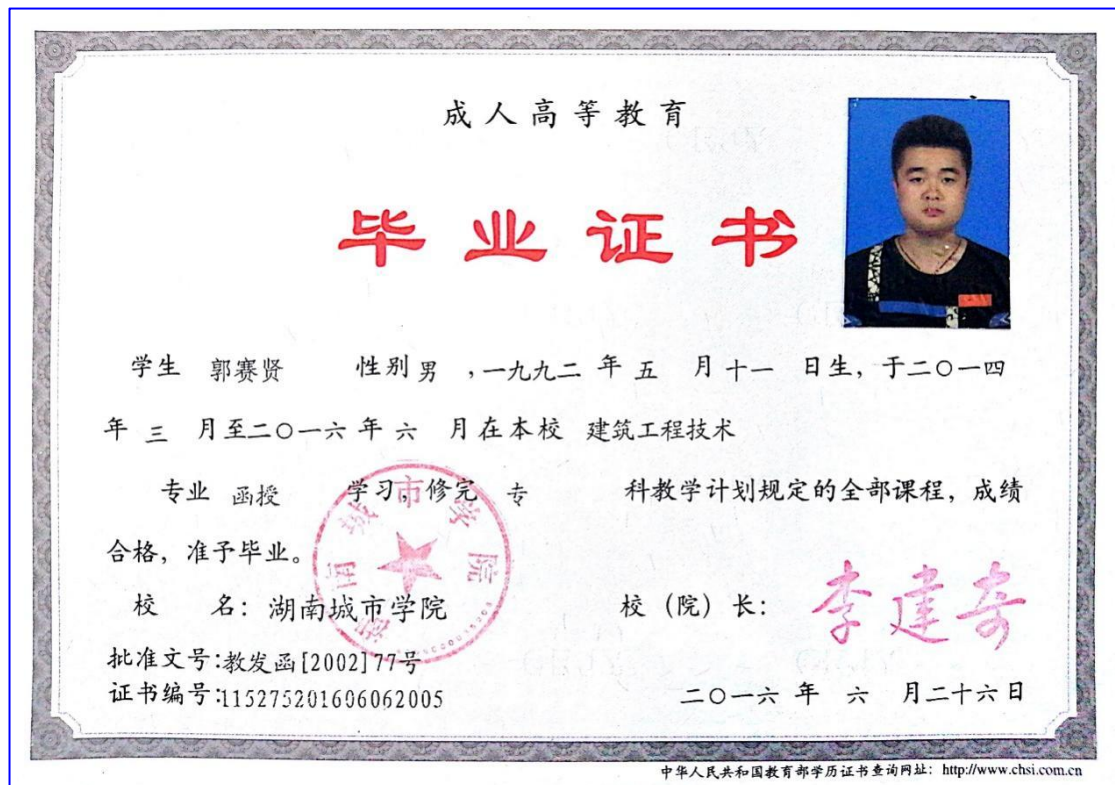 成人高等教育
毕业证书
学生 郭赛贤 性别 男 ,一九九二 年 五 月 十一 日生, 于二〇一四
年 三 月至二〇一六 年 六 月在本校 建筑工程技术
专业 函授 学习, 修完 专 科教学计划规定的全部课程, 成绩
合格, 准予毕业。
校 名: 湖南城市学院 校 (院) 长: 李建奇
批准文号:教发函[2002]77号
证书编号:115275201606062005 二〇一六 年 六 月二十六日
湖南城市学院
中华人民共和国教育部学历证书查询网址: http://www.chsi.com.cn